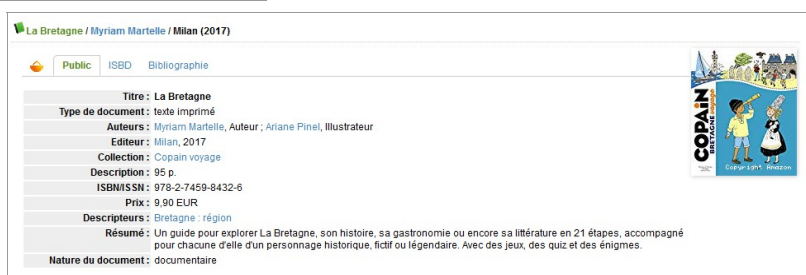 La Bretagne / Myriam Martelle / Milan (2017)
Public ISBD Bibliographie
Titre : La Bretagne
Type de document : texte imprimé
Auteurs : Myriam Martelle, Auteur ; Ariane Pinel, Illustrateur
Editeur : Milan, 2017
Collection : Copain voyage
Description : 95 p.
ISBN/ISSN : 978-2-7459-8432-6
Prix : 9,90 EUR
Descripteurs : Bretagne : région
Résumé : Un guide pour explorer La Bretagne, son histoire, sa gastronomie ou encore sa littérature en 21 étapes, accompagné
pour chacune d'elle d'un personnage historique, fictif ou légendaire. Avec des jeux, des quiz et des énigmes.
Nature du document : documentaire
COPAIN
BRETAGNE voyage
Copyright Amazon